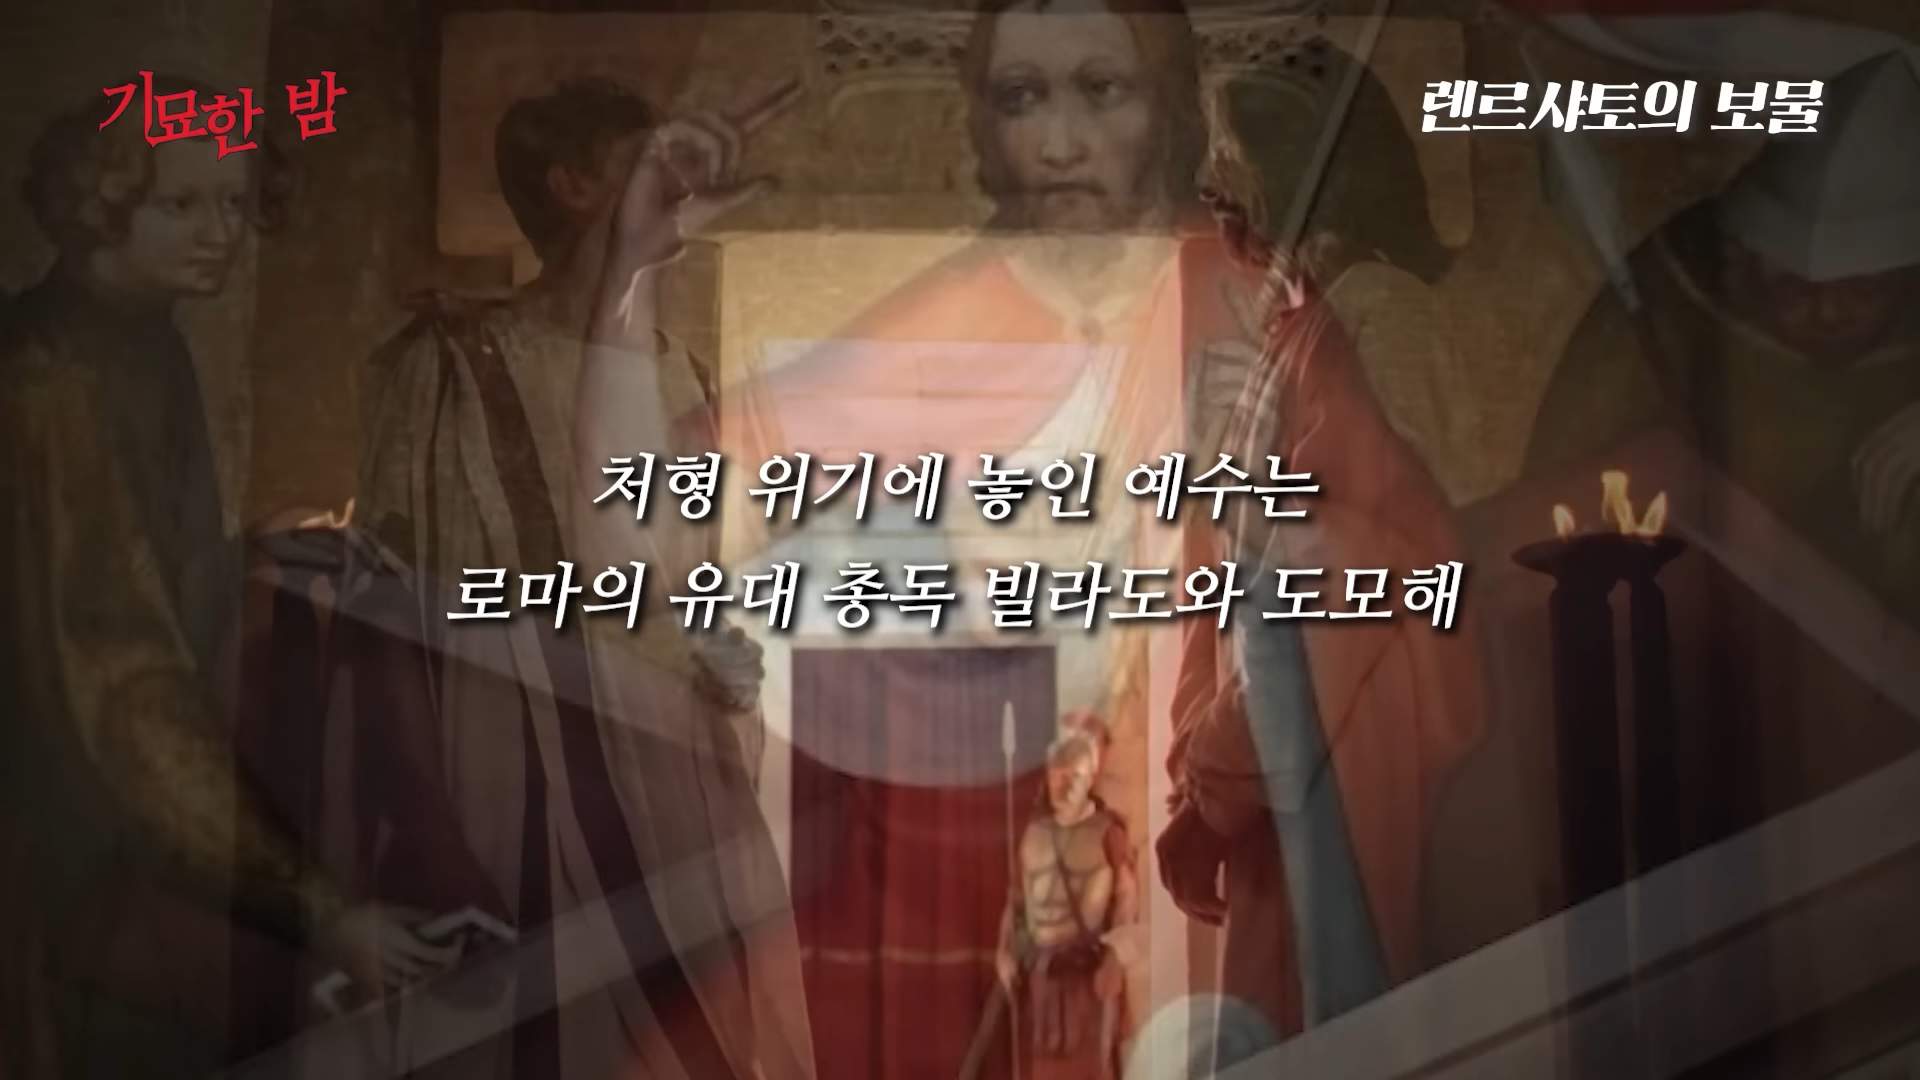 기묘한 밤
렌르샤토의 보물
처형 위기에 놓인 예수는
로마의 유대 총독 빌라도와 도모해